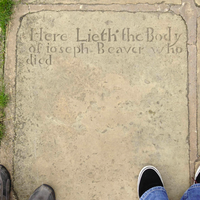 Here Lieth the Body
of Joseph Beaver who
died